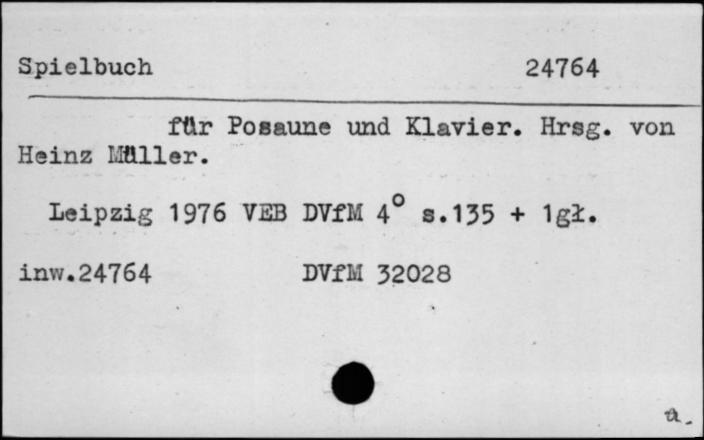 Spielbuch 24764
für Posaune und Klavier. Hrsg. von
Heinz Müller.
Leipzig 1976 VEB DVfM 4° s.135 + 1gł.
inw.24764 DVfM 32028